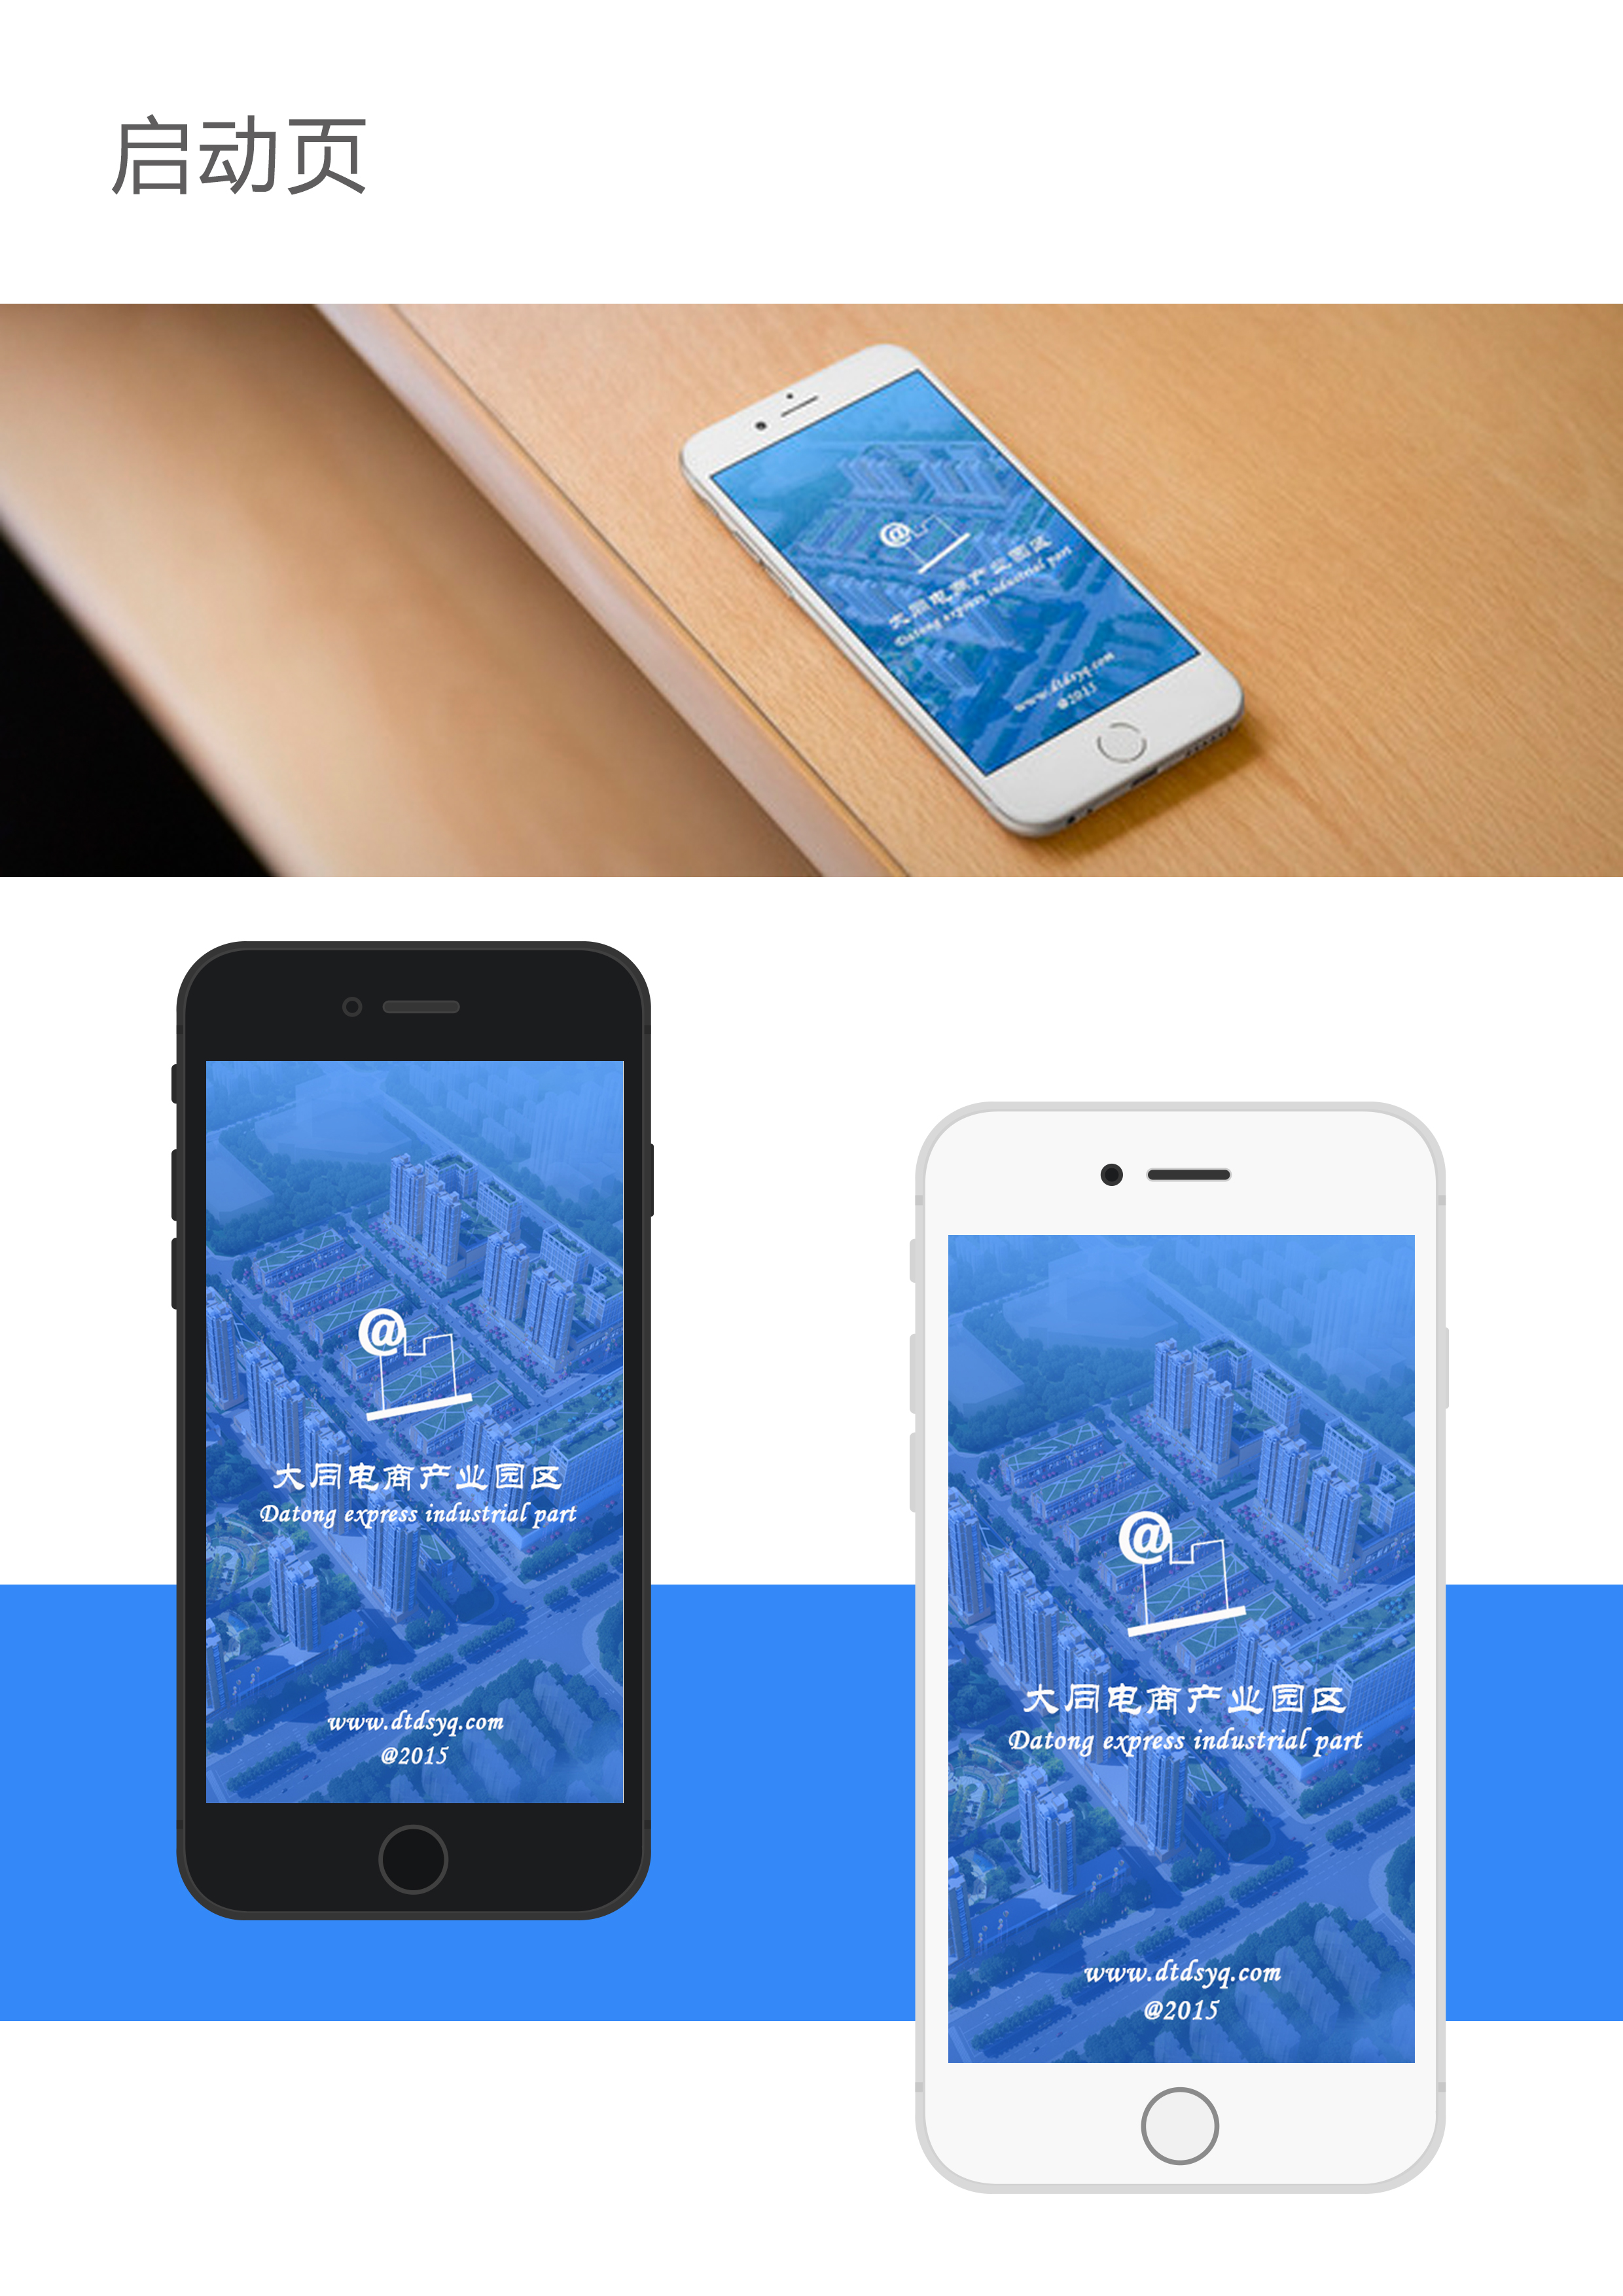 启动页
@
大同电商产业园区
Datong express industrial part
www.dtdsyq.com
@2015
@
大同电商产业园区
Datong express industrial part
www.dtdsyq.com
@2015
@
大同电商产业园区
Datong express industrial part
www.dtdsyq.com
@2015